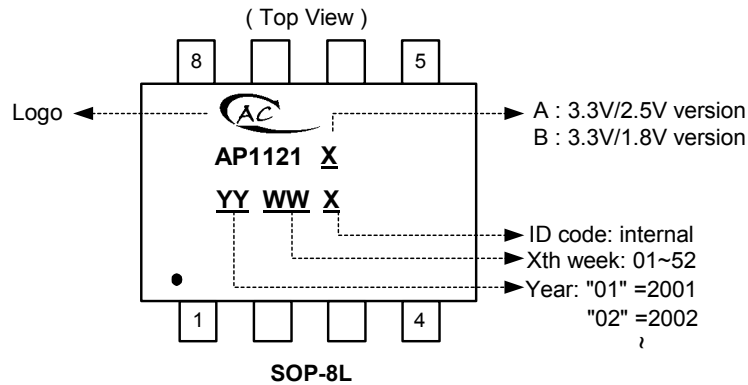 ( Top View )
8 5
Logo
AC
A : 3.3V/2.5V version
B : 3.3V/1.8V version
AP1121 X
YY WW X
ID code: internal
Xth week: 01~52
Year: "01" =2001
"02" =2002
~
1 4
SOP-8L